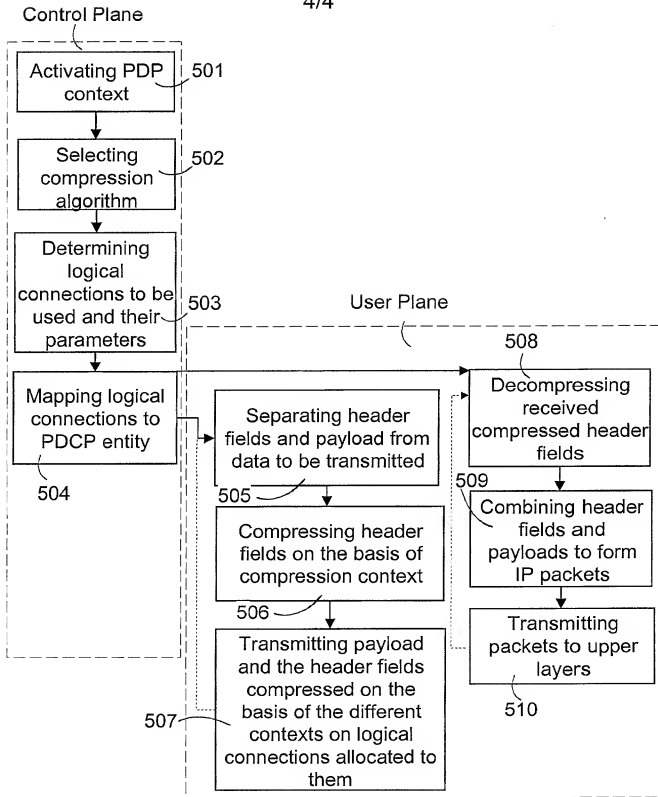 4/4
Control Plane
Activating PDP
context
501
Selecting
compression
algorithm
502
Determining
logical
connections to be
used and their
parameters
503
Mapping logical
connections to
PDCP entity
504
User Plane
Separating header
fields and payload from
data to be transmitted
505
Compressing header
fields on the basis of
compression context
506
Transmitting payload
and the header fields
compressed on the
basis of the different
contexts on logical
connections allocated to
them
507
508
Decompressing
received
compressed header
fields
509
Combining header
fields and
payloads to form
IP packets
Transmitting
packets to upper
layers
510